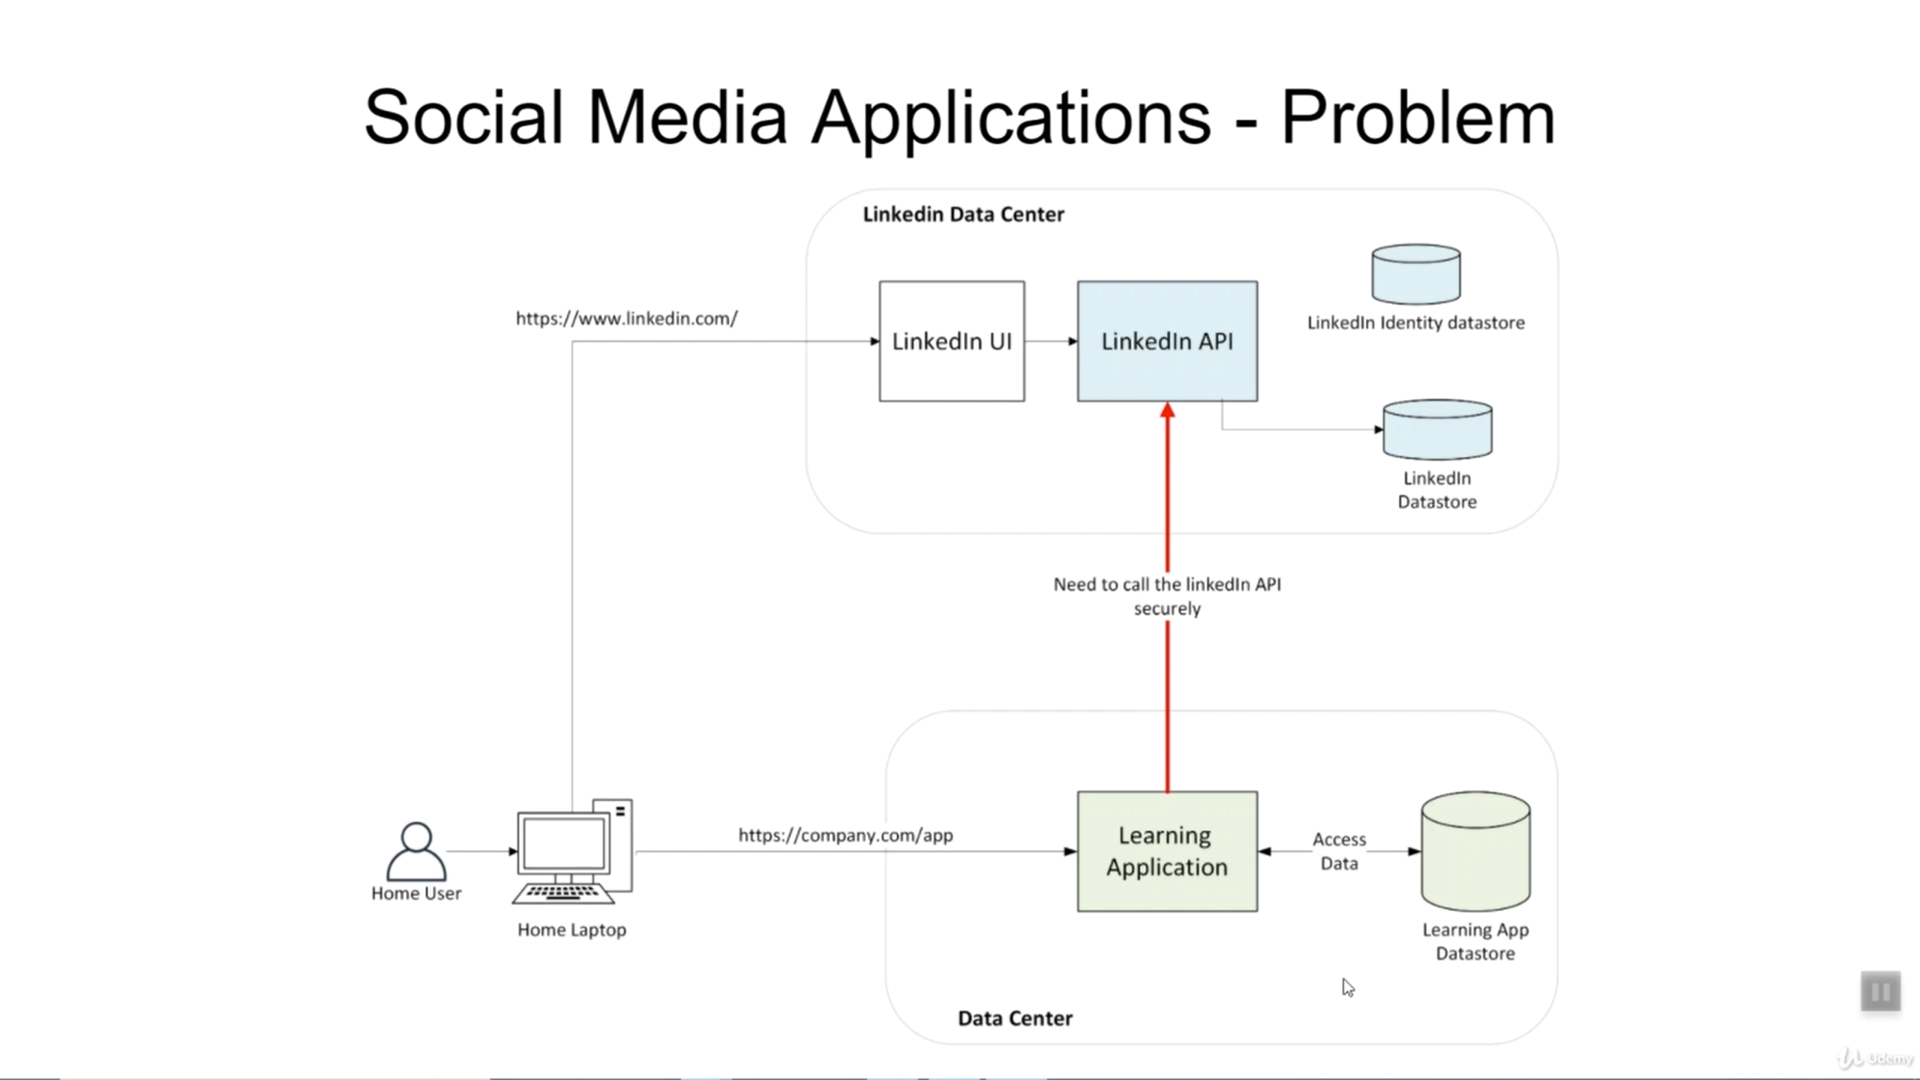 Social Media Applications - Problem
Linkedin Data Center
https://www.linkedin.com/
LinkedIn UI
LinkedIn API
LinkedIn Identity datastore
LinkedIn
Datastore
Need to call the linkedIn API
securely
https://company.com/app
Learning
Application
Access
Data
Home User
Home Laptop
Learning App
Datastore
Data Center
Udemy